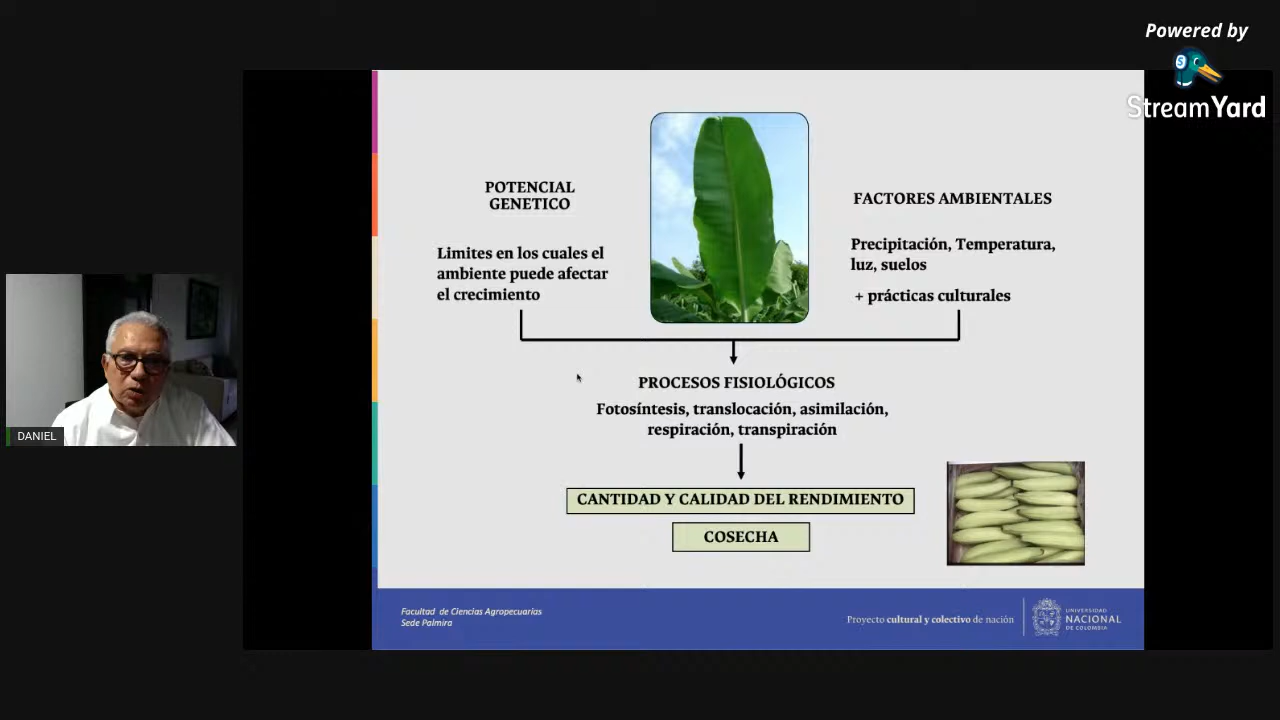 Powered by
StreamYard
POTENCIAL
GENETICO
Limites en los cuales el
ambiente puede afectar
el crecimiento
FACTORES AMBIENTALES
Precipitación, Temperatura,
luz, suelos
+ prácticas culturales
PROCESOS FISIOLÓGICOS
Fotosíntesis, translocación, asimilación,
respiración, transpiración
CANTIDAD Y CALIDAD DEL RENDIMIENTO
COSECHA
DANIEL
Facultad de Ciencias Agropecuarias
Sede Palmira
Proyecto cultural y colectivo de nación
UNIVERSIDAD
NACIONAL
DE COLOMBIA